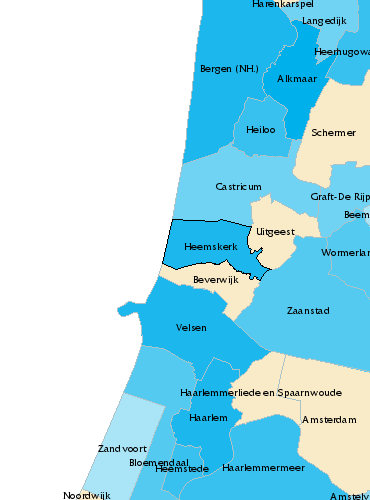 Harenkarspel
Langedijk
Heerhugowa
Bergen (NH.)
Alkmaar
Heiloo
Schermer
Castricum
Graft-De Rijp
Beem
Uitgeest
Heemskerk
Wormerlan
Beverwijk
Zaanstad
Velsen
Haarlemmerliede en Spaarnwoude
Haarlem
Amsterdam
Zandvoort
Bloemendaal
Heemstede
Haarlemmermeer
Noordwijk
Amstelv